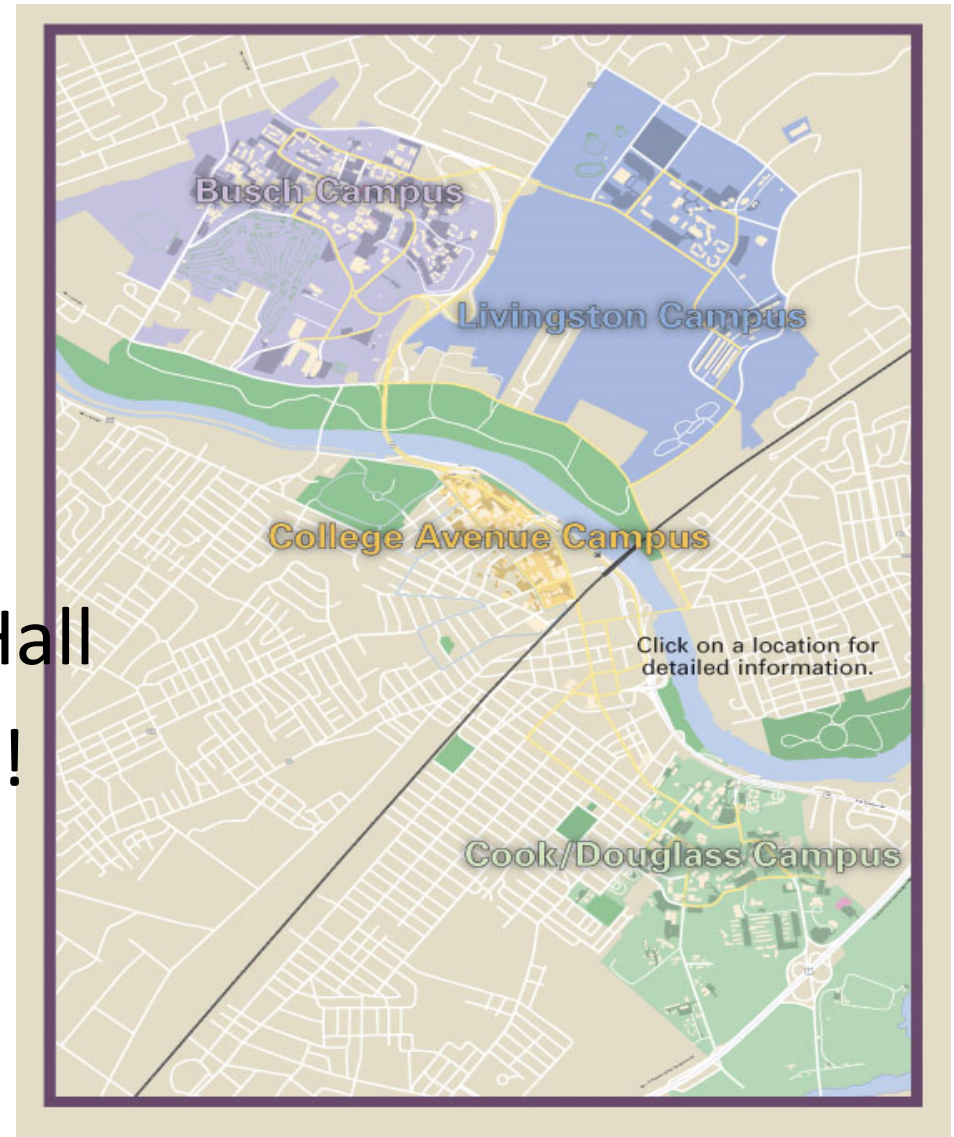 Busch Campus
Livingston Campus
College Avenue Campus
Hall
Click on a location for
detailed information.
!
Cook/Douglass Campus